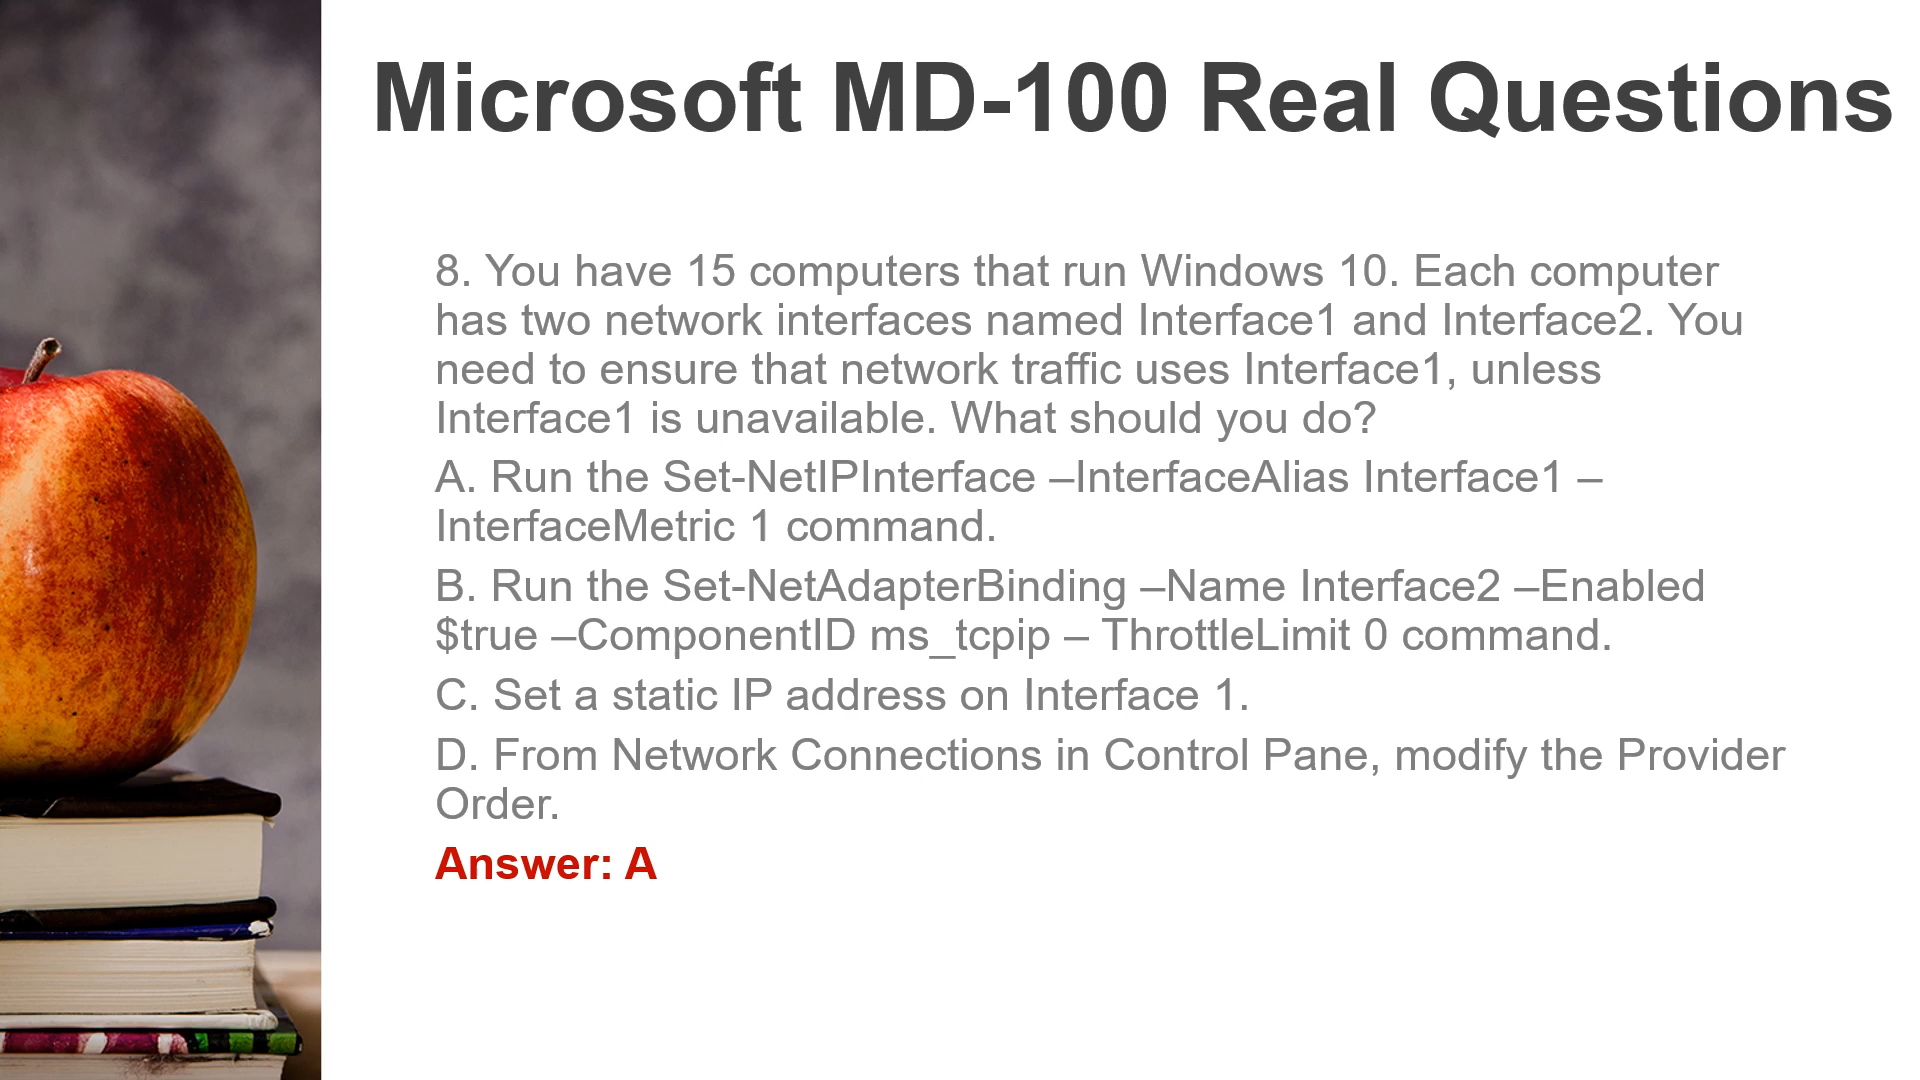 Microsoft MD-100 Real Questions
8. You have 15 computers that run Windows 10. Each computer
has two network interfaces named Interface1 and Interface2. You
need to ensure that network traffic uses Interface1, unless
Interface1 is unavailable. What should you do?
A. Run the Set-NetIPInterface –InterfaceAlias Interface1 –
InterfaceMetric 1 command.
B. Run the Set-NetAdapterBinding –Name Interface2 –Enabled
$true –ComponentID ms_tcpip – ThrottleLimit 0 command.
C. Set a static IP address on Interface 1.
D. From Network Connections in Control Pane, modify the Provider
Order.
Answer: A